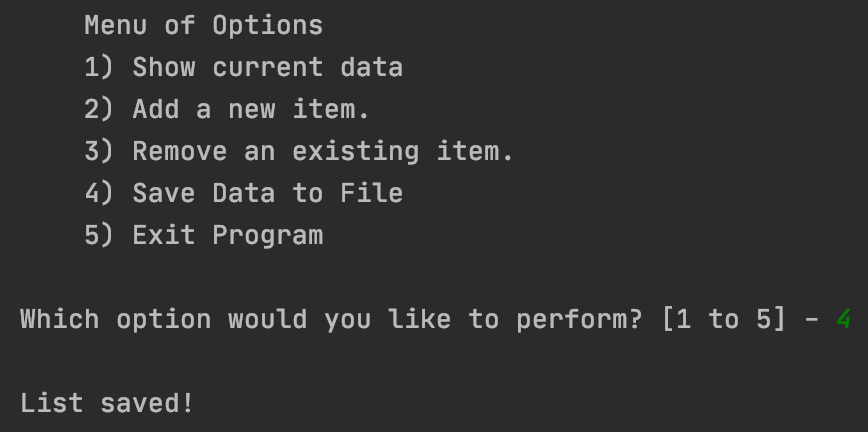 Menu of Options
1) Show current data
2) Add a new item.
3) Remove an existing item.
4) Save Data to File
5) Exit Program
Which option would you like to perform? [1 to 5] - 4
List saved!